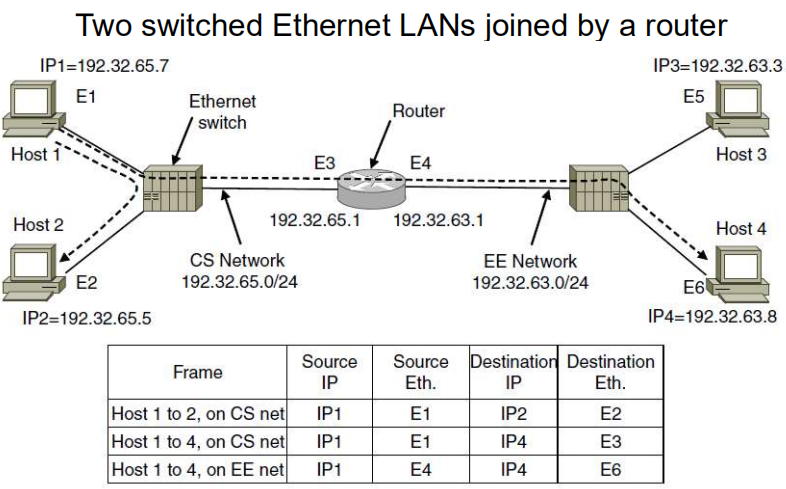 Two switched Ethernet LANs joined by a router
IP1=192.32.65.7
E1
Host 1
Ethernet
switch
Router
IP3=192.32.63.3
E5
Host 3
E3
E4
192.32.65.1
192.32.63.1
Host 2
E2
IP2=192.32.65.5
CS Network
192.32.65.0/24
EE Network
192.32.63.0/24
Host 4
E6
IP4=192.32.63.8
Frame Source IP Source Eth. Destination IP Destination Eth.
Host 1 to 2, on CS net IP1 E1 IP2 E2
Host 1 to 4, on CS net IP1 E1 IP4 E3
Host 1 to 4, on EE net IP1 E4 IP4 E6